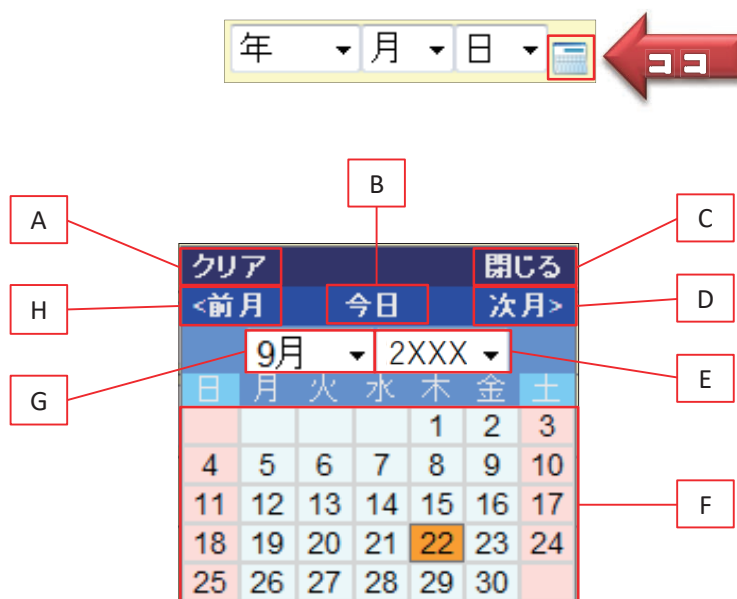 年 月 日
ココ
B
A
C
クリア 閉じる
H
<前月 今日 次月>
D
9月 2XXX
E
G
日 月 火 水 木 金 土
1 2 3
4 5 6 7 8 9 10
11 12 13 14 15 16 17
F
18 19 20 21 22 23 24
25 26 27 28 29 30